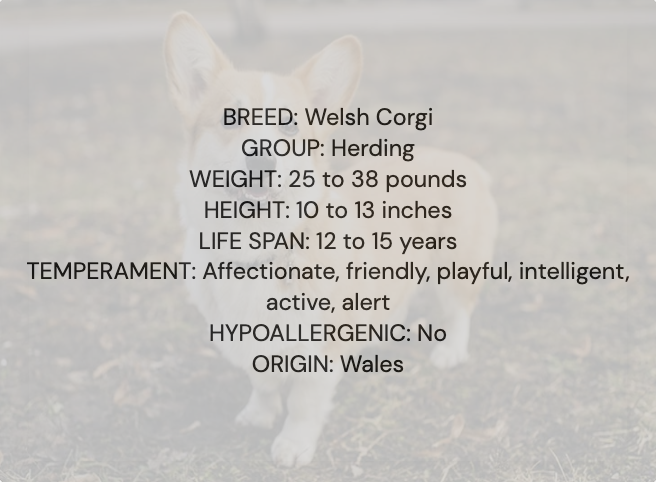 BREED: Welsh Corgi
GROUP: Herding
WEIGHT: 25 to 38 pounds
HEIGHT: 10 to 13 inches
LIFE SPAN: 12 to 15 years
TEMPERAMENT: Affectionate, friendly, playful, intelligent,
active, alert
HYPOALLERGENIC: No
ORIGIN: Wales